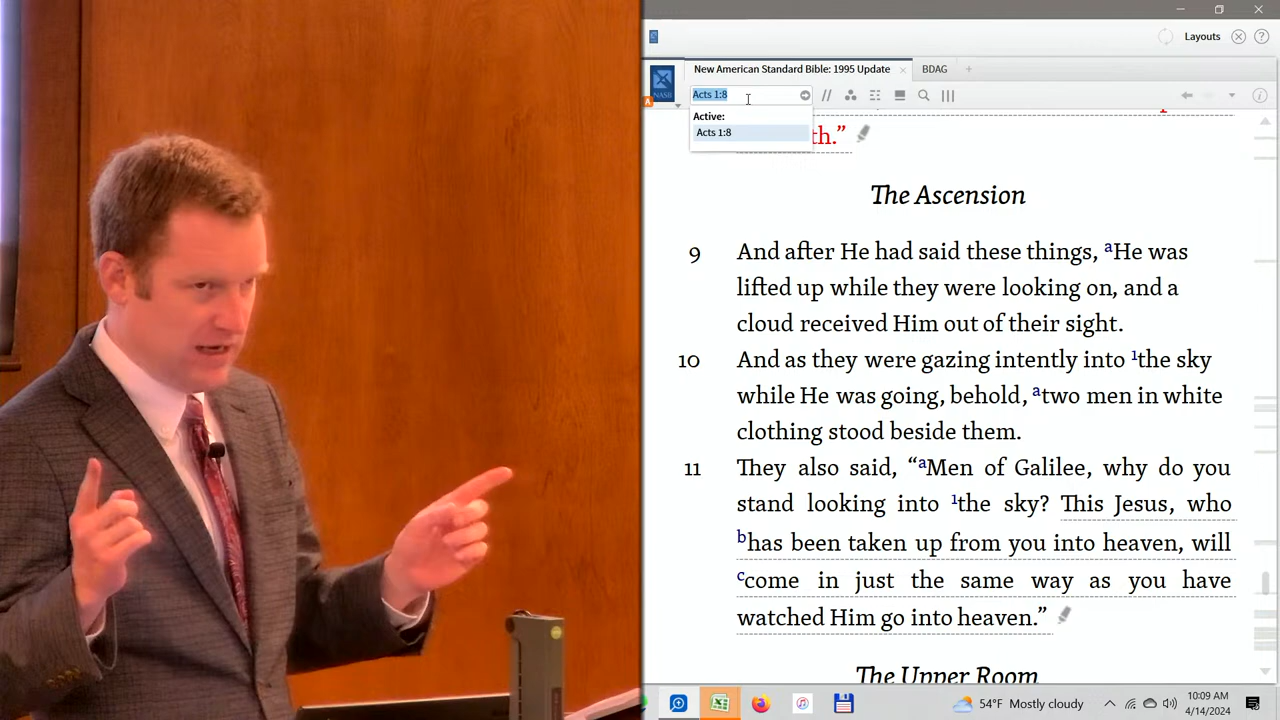 Layouts
New American Standard Bible: 1995 Update
BDAG
NASB
Acts 1:8
Active:
Acts 1:8
th.”
The Ascension
9 And after He had said these things, aHe was
lifted up while they were looking on, and a
cloud received Him out of their sight.
10 And as they were gazing intently into 1the sky
while He was going, behold, atwo men in white
clothing stood beside them.
11 They also said, “aMen of Galilee, why do you
stand looking into 1the sky? This Jesus, who
bhas been taken up from you into heaven, will
ccome in just the same way as you have
watched Him go into heaven.”
The Upper Room
54°F Mostly cloudy
10:09 AM
4/14/2024